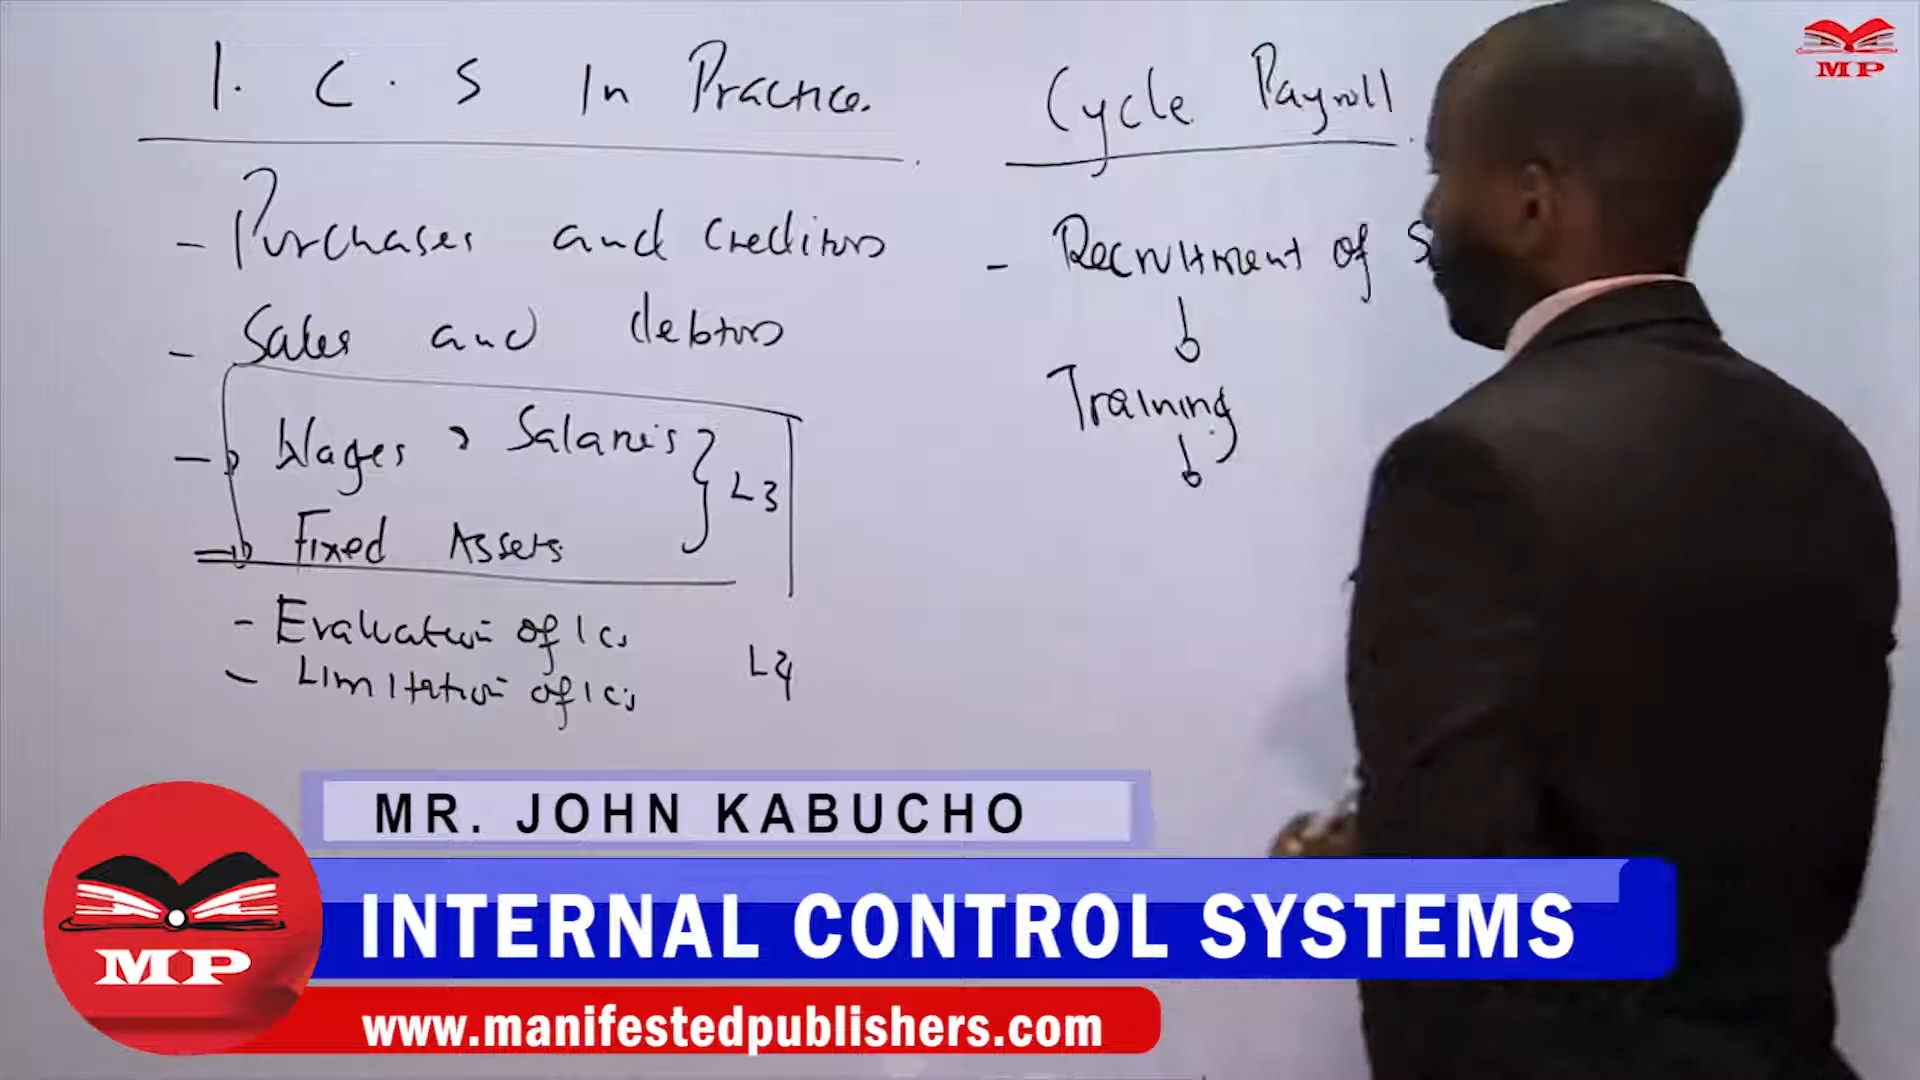 I. C. S In Practice.
- Purchases and creditors
- Sales and debtors
- Wages, Salaries } L3
Fixed Assets
- Evaluation of ICs
- Limitation of ICs L4
Cycle Payroll
- Recruitment of
Training
MP
MR. JOHN KABUCHO
INTERNAL CONTROL SYSTEMS
MP
www.manifestedpublishers.com